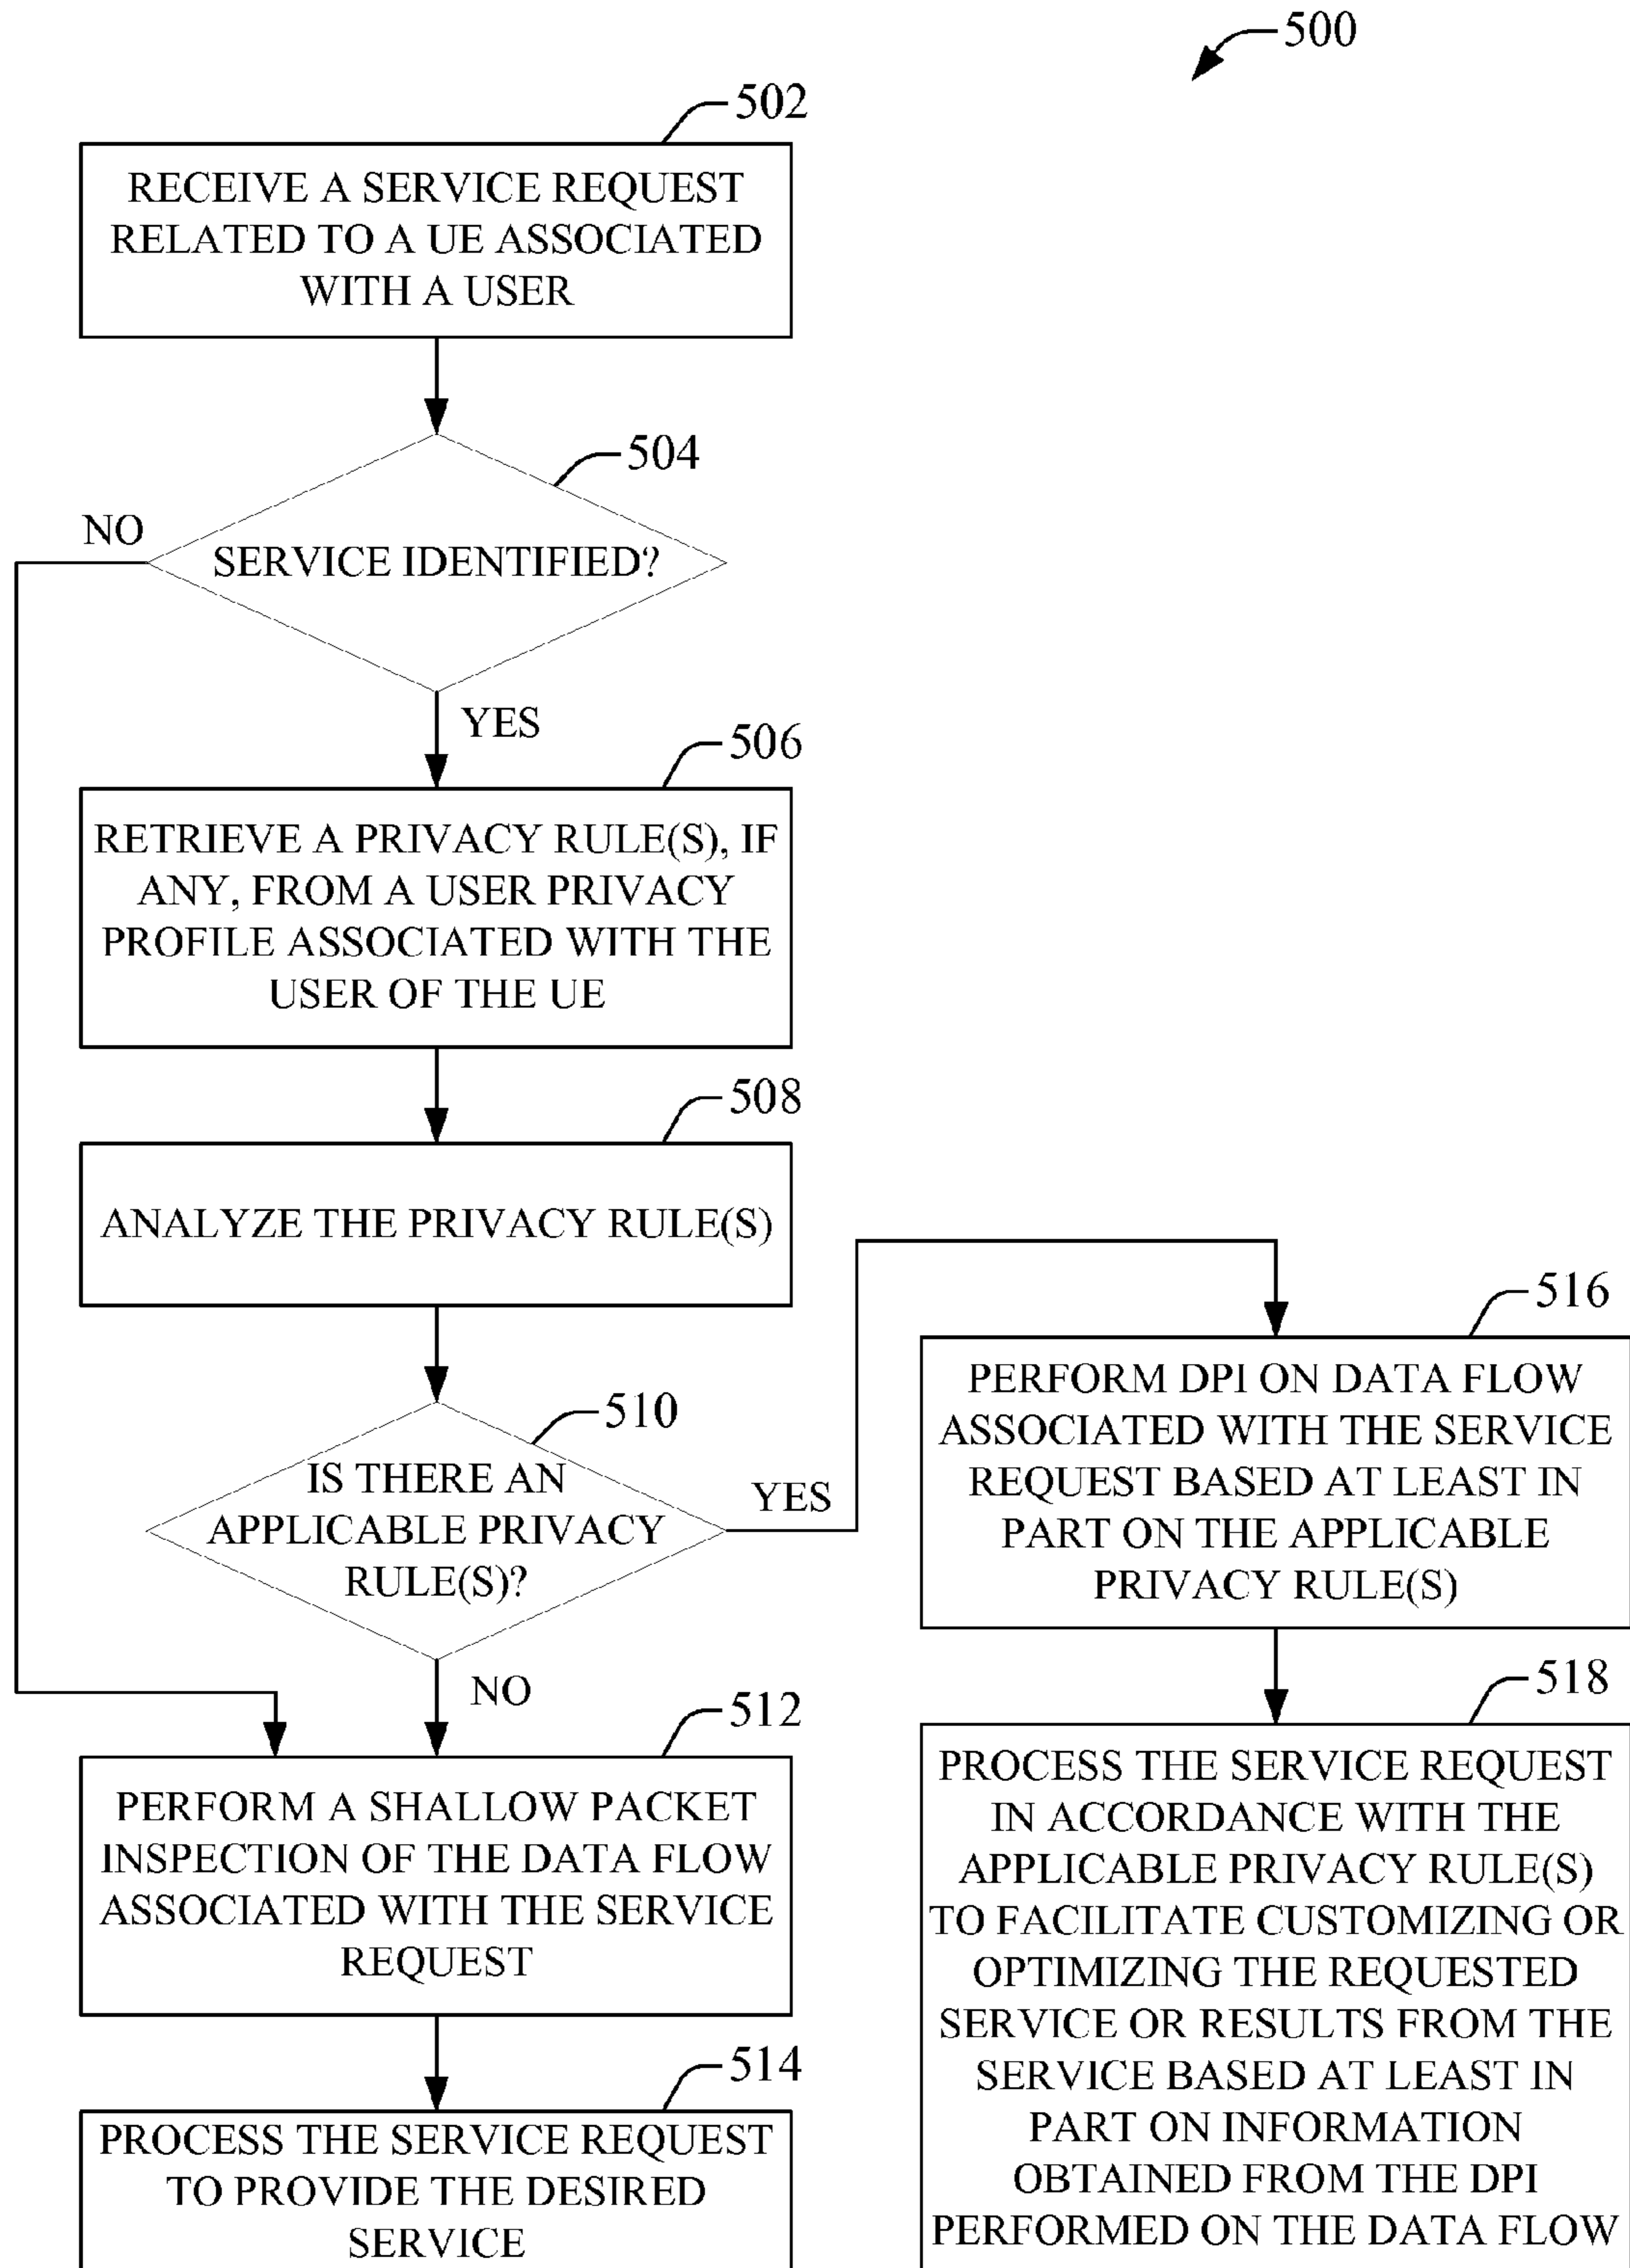 500
502
RECEIVE A SERVICE REQUEST
RELATED TO A UE ASSOCIATED
WITH A USER
504
NO
SERVICE IDENTIFIED?
YES
506
RETRIEVE A PRIVACY RULE(S), IF
ANY, FROM A USER PRIVACY
PROFILE ASSOCIATED WITH THE
USER OF THE UE
508
ANALYZE THE PRIVACY RULE(S)
510
IS THERE AN
APPLICABLE PRIVACY
RULE(S)?
YES
NO
512
PERFORM A SHALLOW PACKET
INSPECTION OF THE DATA FLOW
ASSOCIATED WITH THE SERVICE
REQUEST
514
PROCESS THE SERVICE REQUEST
TO PROVIDE THE DESIRED
SERVICE
516
PERFORM DPI ON DATA FLOW
ASSOCIATED WITH THE SERVICE
REQUEST BASED AT LEAST IN
PART ON THE APPLICABLE
PRIVACY RULE(S)
518
PROCESS THE SERVICE REQUEST
IN ACCORDANCE WITH THE
APPLICABLE PRIVACY RULE(S)
TO FACILITATE CUSTOMIZING OR
OPTIMIZING THE REQUESTED
SERVICE OR RESULTS FROM THE
SERVICE BASED AT LEAST IN
PART ON INFORMATION
OBTAINED FROM THE DPI
PERFORMED ON THE DATA FLOW